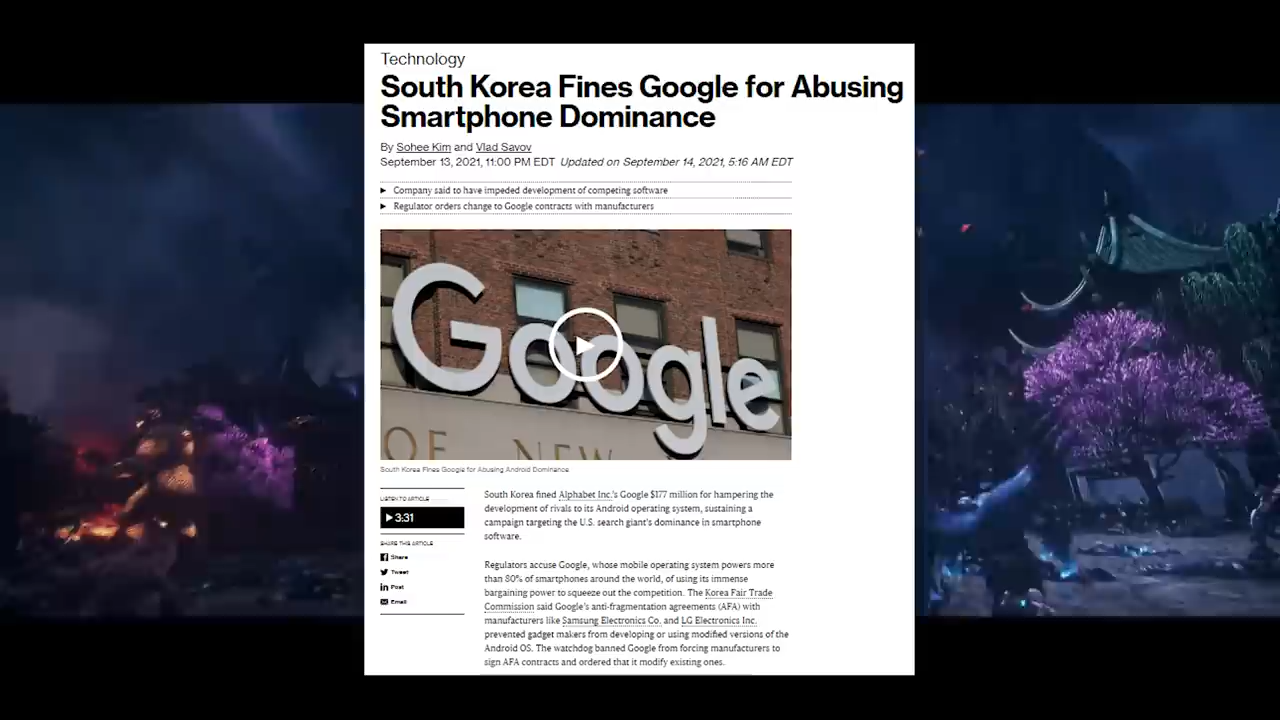 Technology
South Korea Fines Google for Abusing
Smartphone Dominance
By Sohee Kim and Vlad Savov
September 13, 2021, 11:00 PM EDT Updated on September 14, 2021, 5:16 AM EDT
Company said to have impeded development of competing software
Regulator orders change to Google contracts with manufacturers
Google
OF NEW
South Korea Fines Google for Abusing Android Dominance
LISTEN TO ARTICLE
3:31
SHARE THIS ARTICLE
Share
Tweet
Post
Email
South Korea fined Alphabet Inc.'s Google $177 million for hampering the
development of rivals to its Android operating system, sustaining a
campaign targeting the U.S. search giant's dominance in smartphone
software.
Regulators accuse Google, whose mobile operating system powers more
than 80% of smartphones around the world, of using its immense
bargaining power to squeeze out the competition. The Korea Fair Trade
Commission said Google's anti-fragmentation agreements (AFA) with
manufacturers like Samsung Electronics Co. and LG Electronics Inc.
prevented gadget makers from developing or using modified versions of the
Android OS. The watchdog banned Google from forcing manufacturers to
sign AFA contracts and ordered that it modify existing ones.